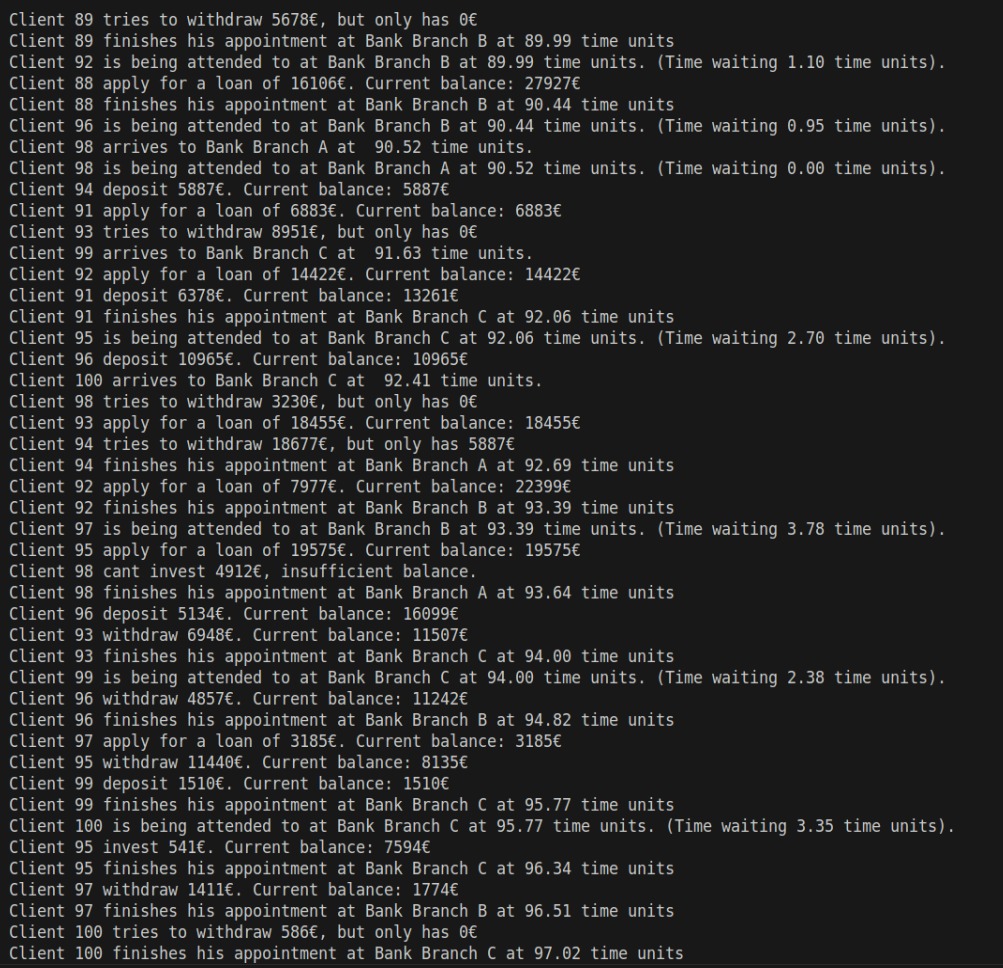 Client 89 tries to withdraw 5678€, but only has 0€
Client 89 finishes his appointment at Bank Branch B at 89.99 time units
Client 92 is being attended to at Bank Branch B at 89.99 time units. (Time waiting 1.10 time units).
Client 88 apply for a loan of 16106€. Current balance: 27927€
Client 88 finishes his appointment at Bank Branch B at 90.44 time units
Client 96 is being attended to at Bank Branch B at 90.44 time units. (Time waiting 0.95 time units).
Client 98 arrives to Bank Branch A at  90.52 time units.
Client 98 is being attended to at Bank Branch A at 90.52 time units. (Time waiting 0.00 time units).
Client 94 deposit 5887€. Current balance: 5887€
Client 91 apply for a loan of 6883€. Current balance: 6883€
Client 93 tries to withdraw 8951€, but only has 0€
Client 99 arrives to Bank Branch C at  91.63 time units.
Client 92 apply for a loan of 14422€. Current balance: 14422€
Client 91 deposit 6378€. Current balance: 13261€
Client 91 finishes his appointment at Bank Branch C at 92.06 time units
Client 95 is being attended to at Bank Branch C at 92.06 time units. (Time waiting 2.70 time units).
Client 96 deposit 10965€. Current balance: 10965€
Client 100 arrives to Bank Branch C at  92.41 time units.
Client 98 tries to withdraw 3230€, but only has 0€
Client 93 apply for a loan of 18455€. Current balance: 18455€
Client 94 tries to withdraw 18677€, but only has 5887€
Client 94 finishes his appointment at Bank Branch A at 92.69 time units
Client 92 apply for a loan of 7977€. Current balance: 22399€
Client 92 finishes his appointment at Bank Branch B at 93.39 time units
Client 97 is being attended to at Bank Branch B at 93.39 time units. (Time waiting 3.78 time units).
Client 95 apply for a loan of 19575€. Current balance: 19575€
Client 98 cant invest 4912€, insufficient balance.
Client 98 finishes his appointment at Bank Branch A at 93.64 time units
Client 96 deposit 5134€. Current balance: 16099€
Client 93 withdraw 6948€. Current balance: 11507€
Client 93 finishes his appointment at Bank Branch C at 94.00 time units
Client 99 is being attended to at Bank Branch C at 94.00 time units. (Time waiting 2.38 time units).
Client 96 withdraw 4857€. Current balance: 11242€
Client 96 finishes his appointment at Bank Branch B at 94.82 time units
Client 97 apply for a loan of 3185€. Current balance: 3185€
Client 95 withdraw 11440€. Current balance: 8135€
Client 99 deposit 1510€. Current balance: 1510€
Client 99 finishes his appointment at Bank Branch C at 95.77 time units
Client 100 is being attended to at Bank Branch C at 95.77 time units. (Time waiting 3.35 time units).
Client 95 invest 541€. Current balance: 7594€
Client 95 finishes his appointment at Bank Branch C at 96.34 time units
Client 97 withdraw 1411€. Current balance: 1774€
Client 97 finishes his appointment at Bank Branch B at 96.51 time units
Client 100 tries to withdraw 586€, but only has 0€
Client 100 finishes his appointment at Bank Branch C at 97.02 time units